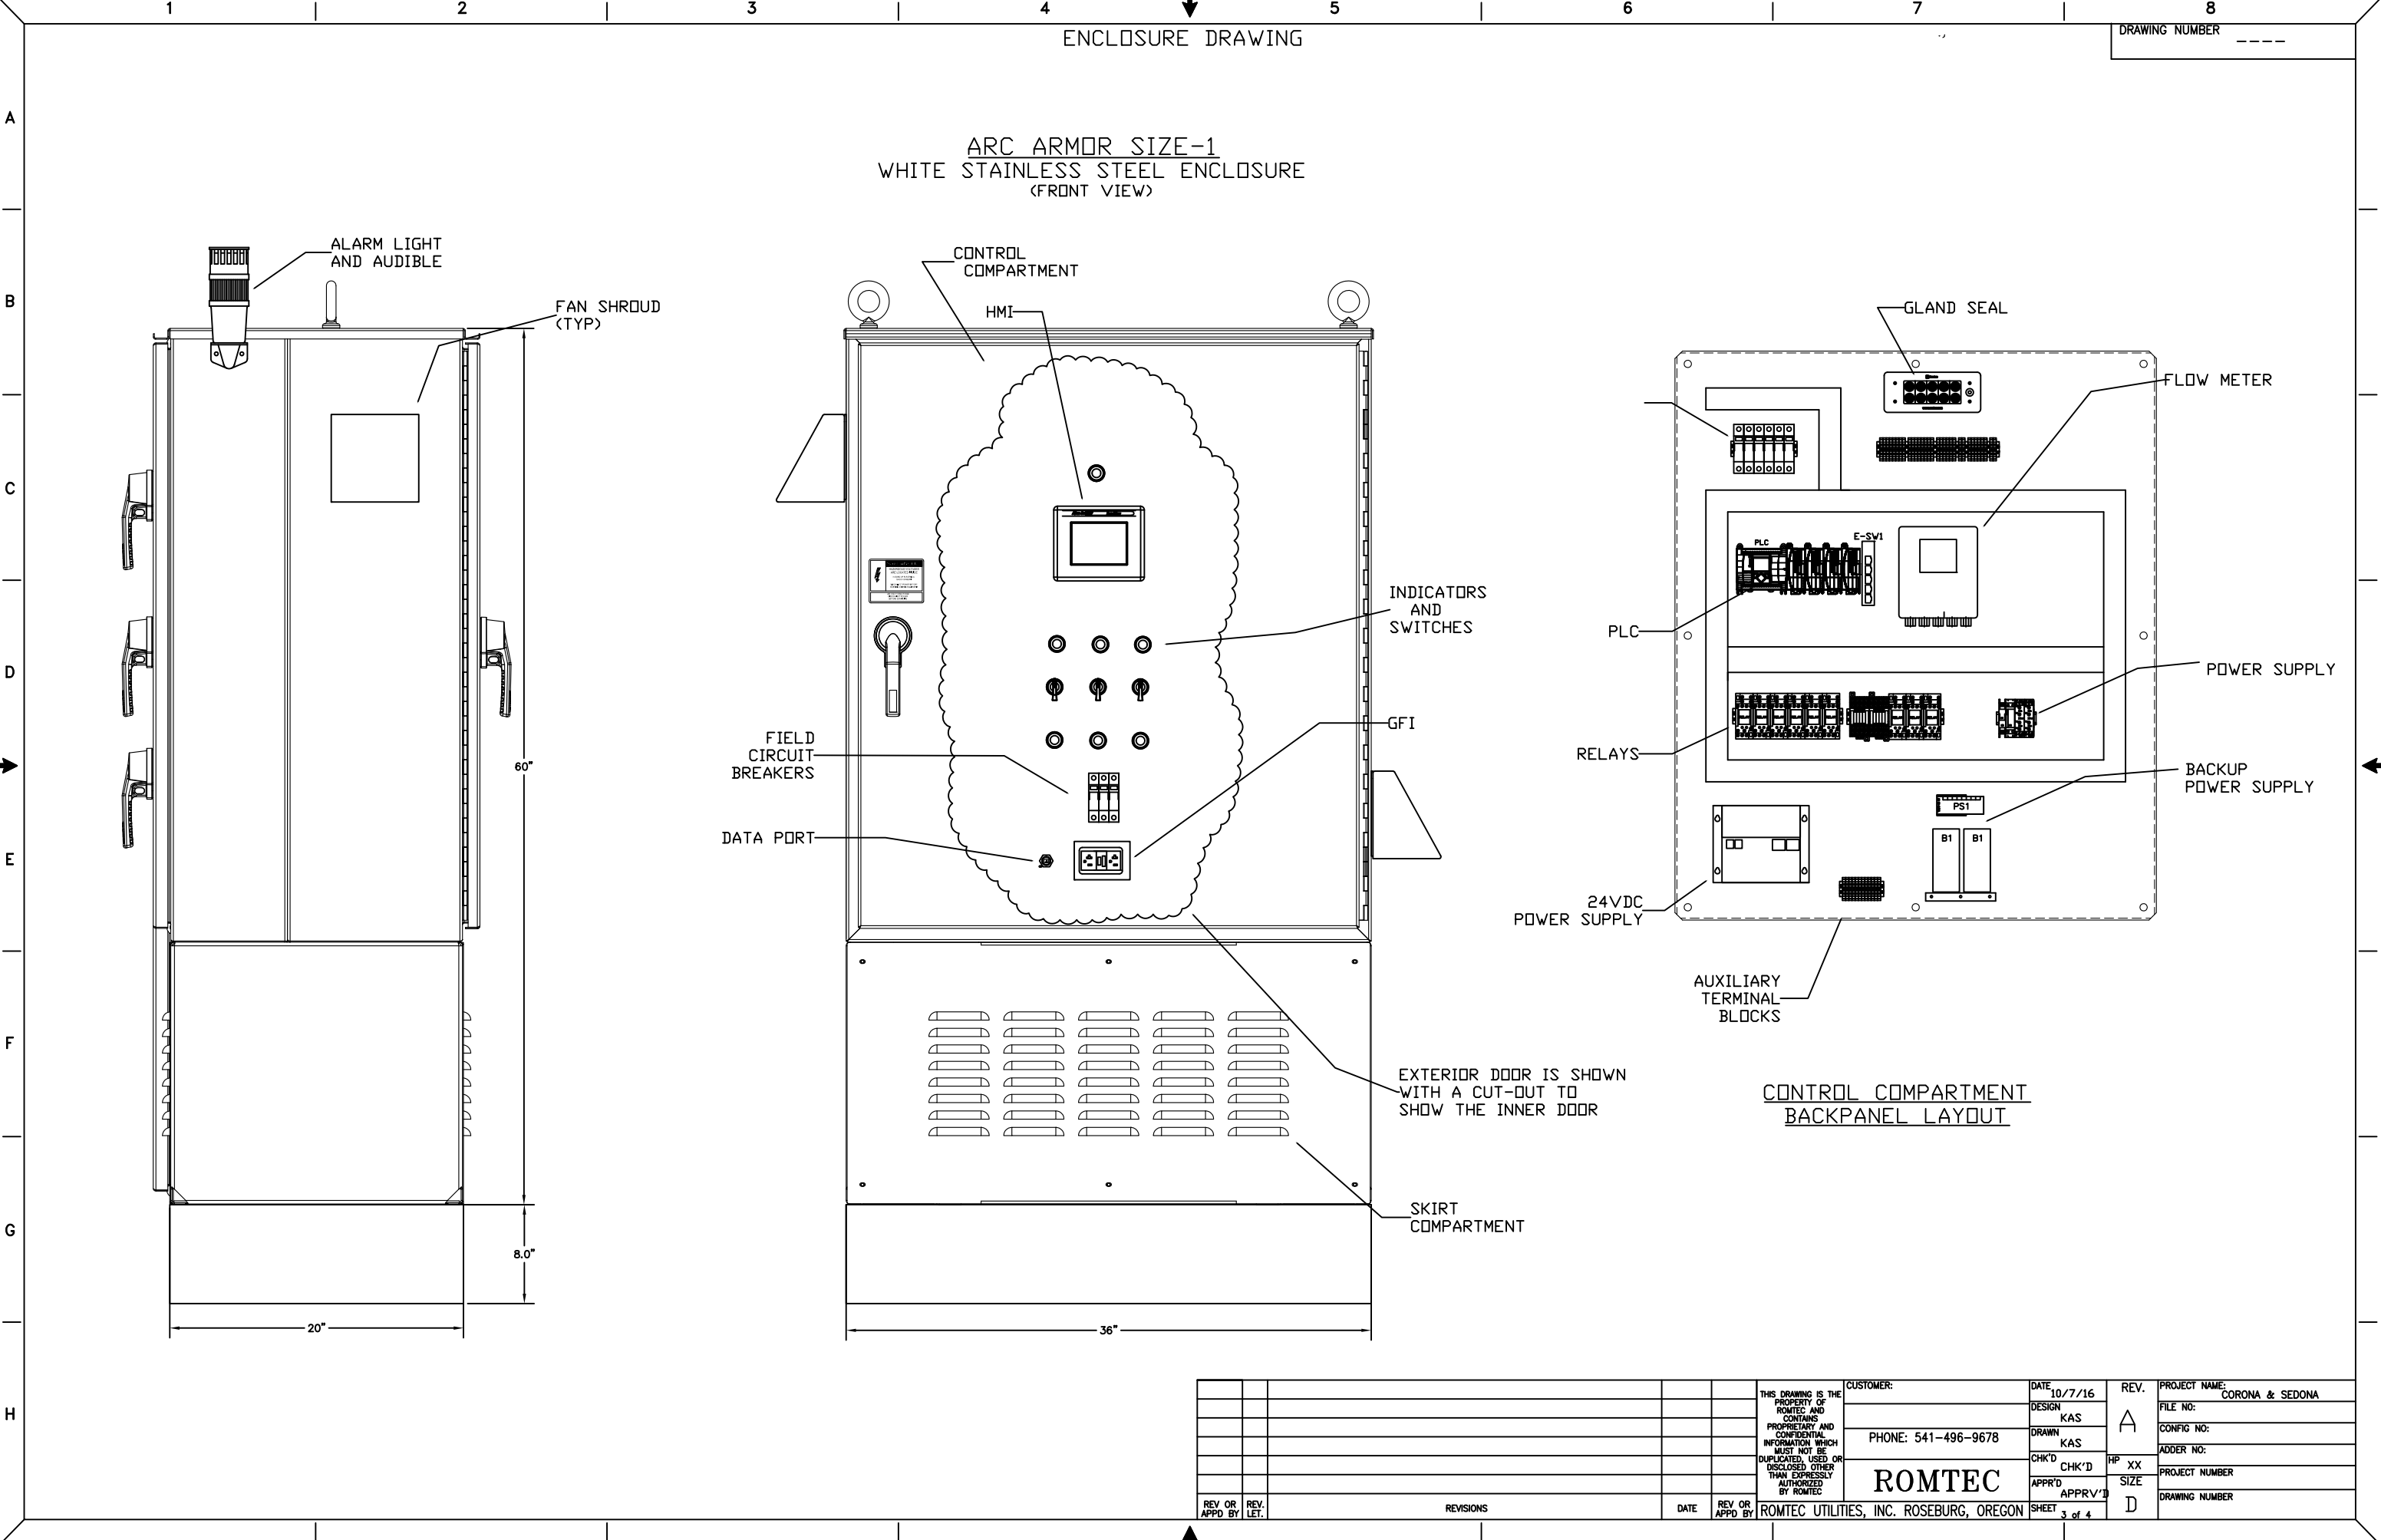 1 2 3 4 5 6 7 8
ENCLOSURE DRAWING
DRAWING NUMBER ----
A
B
C
D
E
F
G
H
ARC ARMOR SIZE-1
WHITE STAINLESS STEEL ENCLOSURE
(FRONT VIEW)
ALARM LIGHT
AND AUDIBLE
FAN SHROUD
(TYP)
60"
8.0"
20"
CONTROL
COMPARTMENT
HMI
INDICATORS
AND
SWITCHES
GFI
FIELD
CIRCUIT
BREAKERS
DATA PORT
EXTERIOR DOOR IS SHOWN
WITH A CUT-OUT TO
SHOW THE INNER DOOR
SKIRT
COMPARTMENT
36"
GLAND SEAL
FLOW METER
PLC
E-SW1
PLC
POWER SUPPLY
RELAYS
BACKUP
POWER SUPPLY
PS1
B1 B1
24VDC
POWER SUPPLY
AUXILIARY
TERMINAL
BLOCKS
CONTROL COMPARTMENT
BACKPANEL LAYOUT
REV OR
APPD BY
REV.
LET.
REVISIONS
DATE
REV OR
APPD BY
THIS DRAWING IS THE
PROPERTY OF
ROMTEC AND
CONTAINS
PROPRIETARY AND
CONFIDENTIAL
INFORMATION WHICH
MUST NOT BE
DUPLICATED, USED OR
DISCLOSED OTHER
THAN EXPRESSLY
AUTHORIZED
BY ROMTEC
CUSTOMER:
PHONE: 541-496-9678
ROMTEC
ROMTEC UTILITIES, INC. ROSEBURG, OREGON
DATE 10/7/16
DESIGN
KAS
DRAWN
KAS
CHK'D
CHK'D
APPR'D
APPRV'D
SHEET 3 of 4
REV.
A
HP XX
SIZE
D
PROJECT NAME:
CORONA & SEDONA
FILE NO:
CONFIG NO:
ADDER NO:
PROJECT NUMBER
DRAWING NUMBER